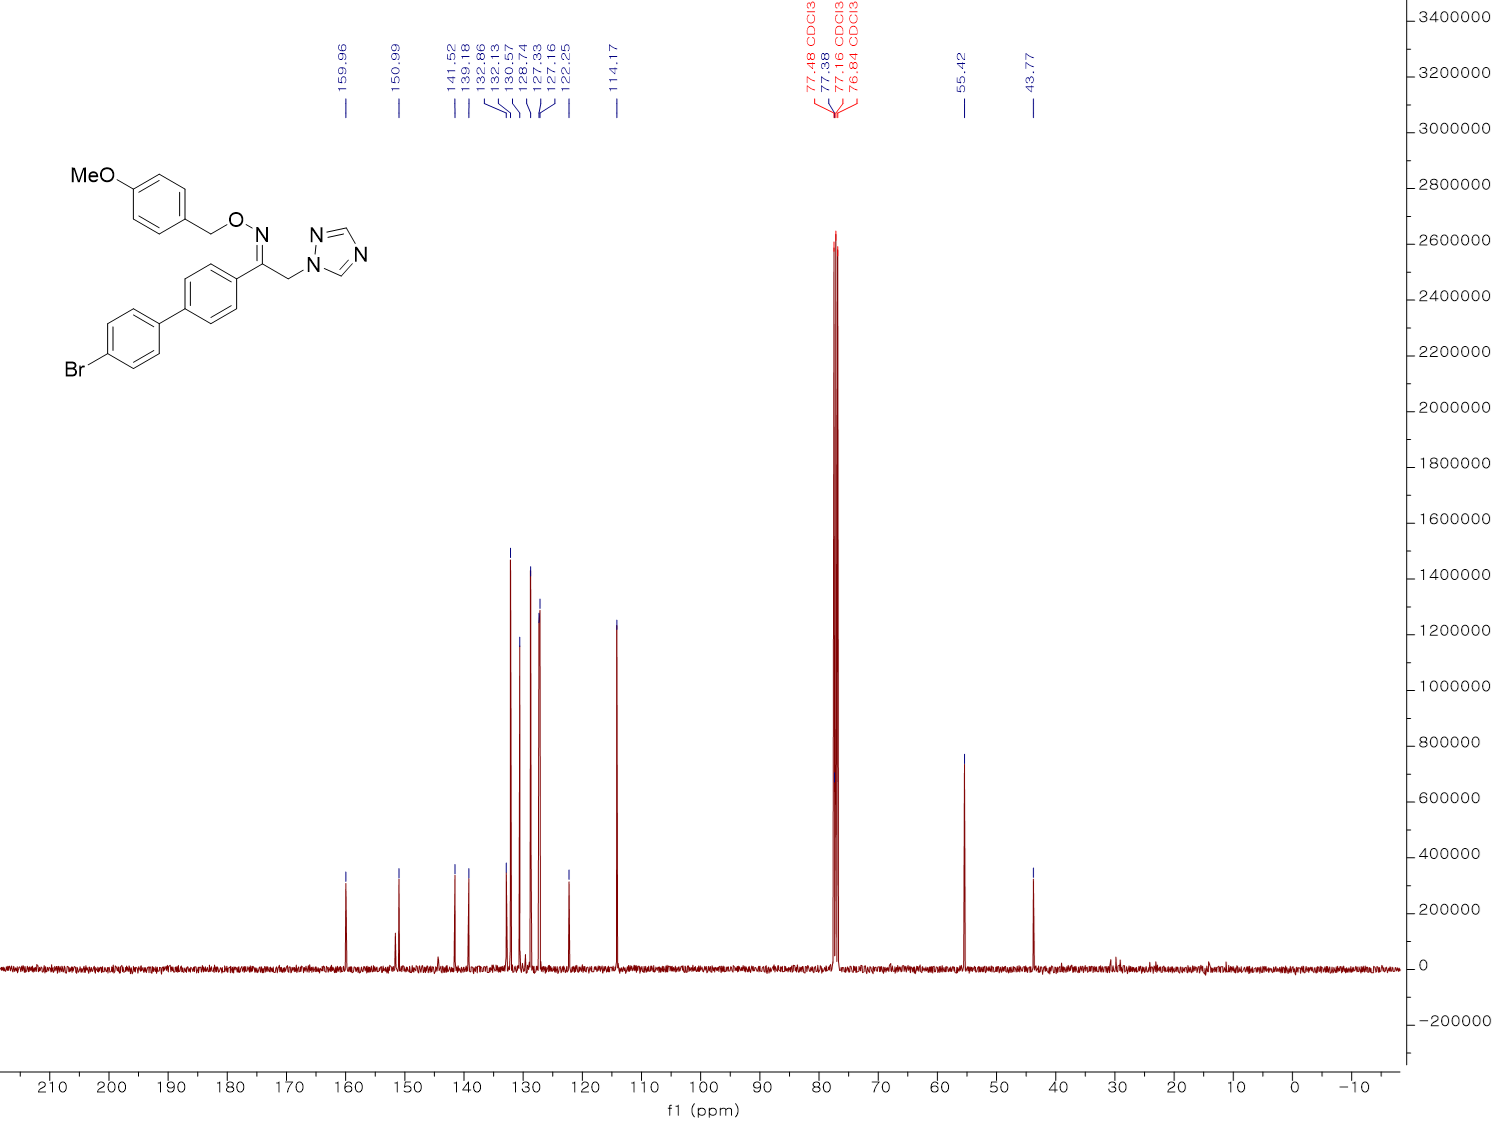 159.96
150.99
141.52
139.18
132.86
132.13
130.57
128.74
127.33
127.16
122.25
114.17
77.48 CDCl3
77.38
77.16 CDCl3
76.84 CDCl3
55.42
43.77
MeO
O
N
N
N
N
Br
3400000
3200000
3000000
2800000
2600000
2400000
2200000
2000000
1800000
1600000
1400000
1200000
1000000
800000
600000
400000
200000
0
−200000
210 200 190 180 170 160 150 140 130 120 110 100 90 80 70 60 50 40 30 20 10 0 −10
f1 (ppm)